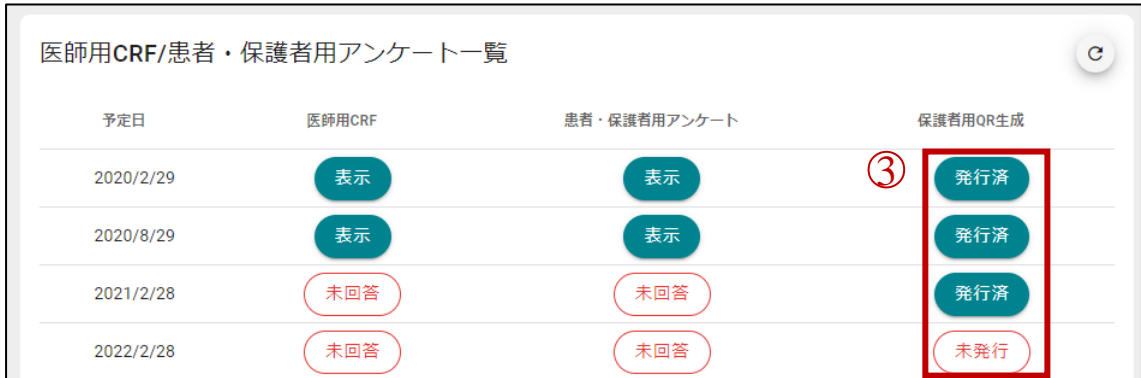 医師用CRF/患者・保護者用アンケート一覧
予定日 医師用CRF 患者・保護者用アンケート 保護者用QR生成
2020/2/29 表示 表示 ③ 発行済
2020/8/29 表示 表示 発行済
2021/2/28 未回答 未回答 発行済
2022/2/28 未回答 未回答 未発行